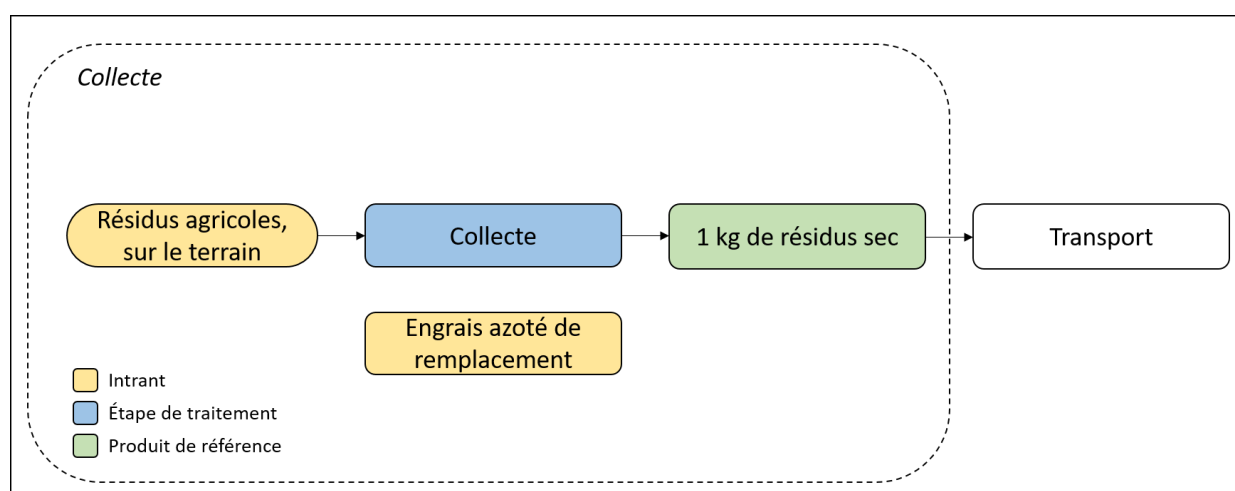 Collecte
Résidus agricoles,
sur le terrain
Collecte
1 kg de résidus sec
Transport
Engrais azoté de
remplacement
Intrant
Étape de traitement
Produit de référence